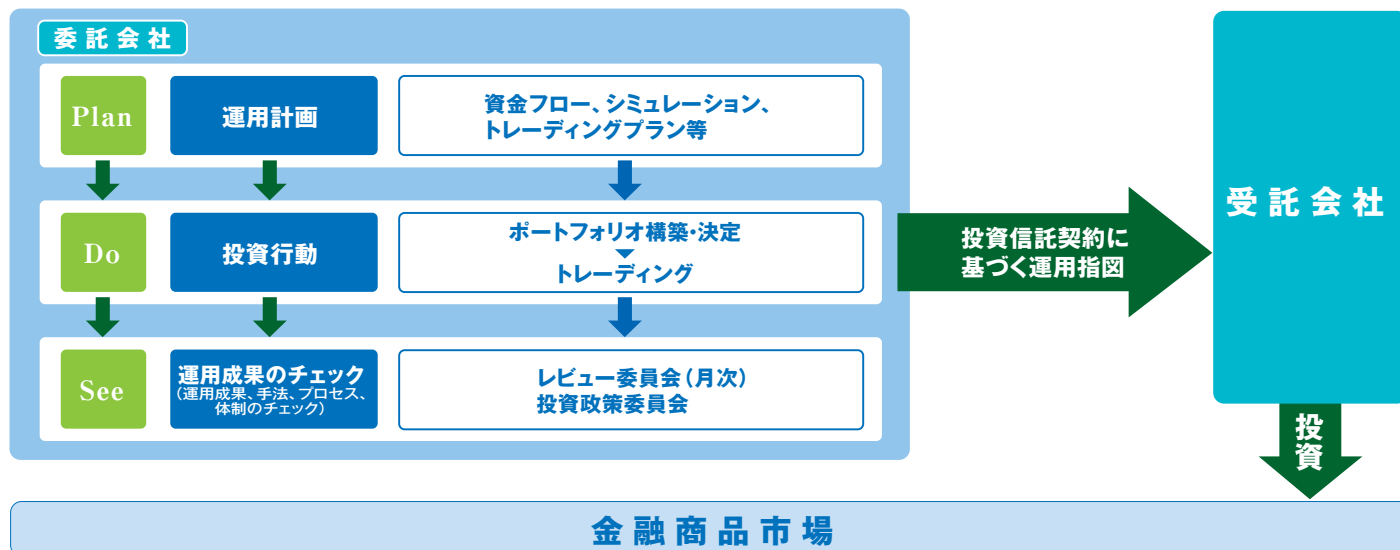 委託会社
Plan
運用計画
資金フロー、シミュレーション、
トレーディングプラン等
Do
投資行動
ポートフォリオ構築・決定
トレーディング
See
運用成果のチェック
(運用成果、手法、プロセス、
体制のチェック)
レビュー委員会(月次)
投資政策委員会
投資信託契約に
基づく運用指図
受託会社
投資
金融商品市場